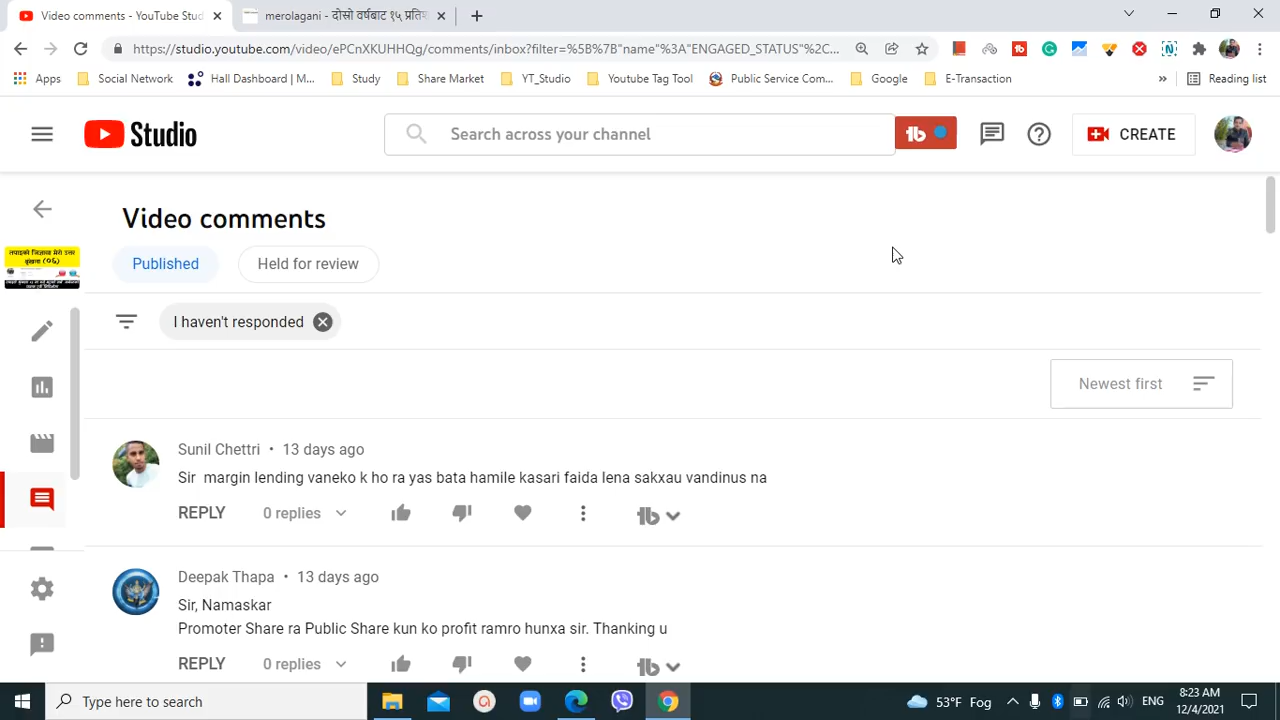 Video comments - YouTube Stud
merolagani - दोस्रो वर्षबाट १५ प्रतिश
https://studio.youtube.com/video/ePCnXKUHHQg/comments/inbox?filter=%5B%7B"name"%3A"ENGAGED_STATUS"%2C...
Apps
Social Network
Hall Dashboard | M...
Study
Share Market
YT_Studio
Youtube Tag Tool
Public Service Com...
Google
E-Transaction
»
Reading list
Studio
Search across your channel
CREATE
Video comments
तपाइको जिज्ञासा मेरो उत्तर
Published
Held for review
I haven't responded
Newest first
Sunil Chettri • 13 days ago
Sir margin lending vaneko k ho ra yas bata hamile kasari faida lena sakxau vandinus na
REPLY 0 replies
Deepak Thapa • 13 days ago
Sir, Namaskar
Promoter Share ra Public Share kun ko profit ramro hunxa sir. Thanking u
REPLY 0 replies
Type here to search
53°F Fog
ENG
8:23 AM
12/4/2021